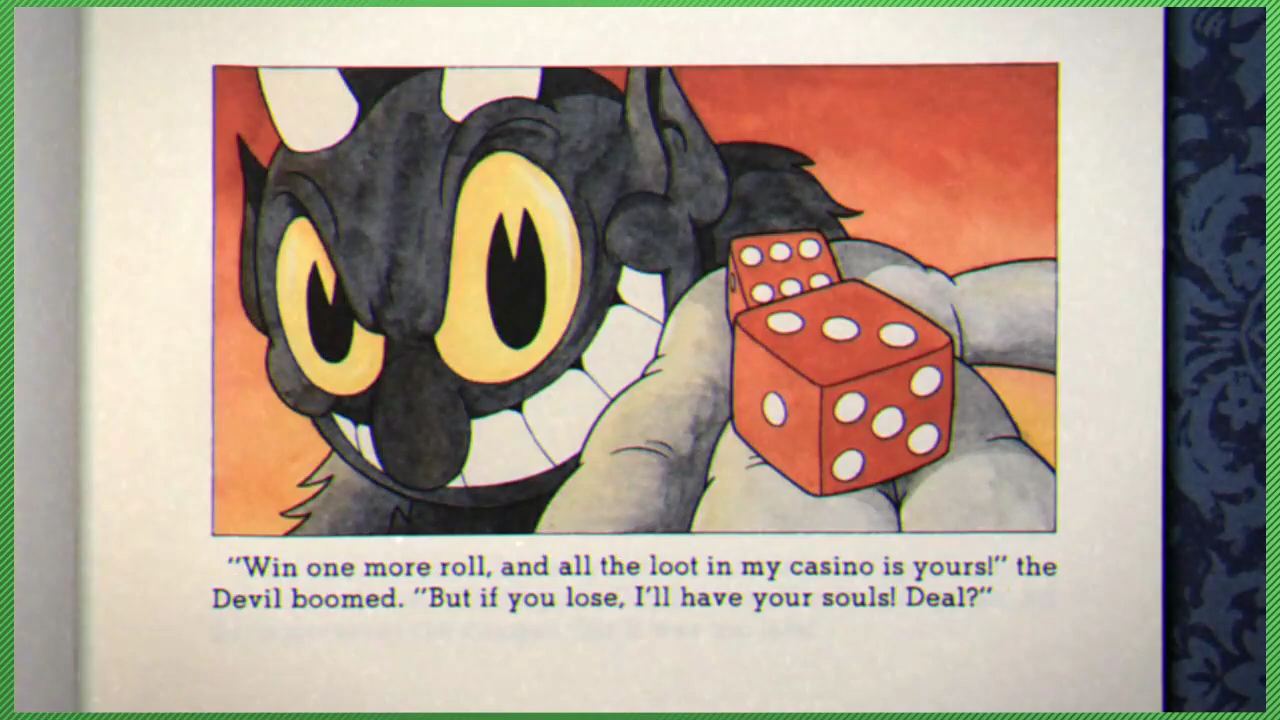 “Win one more roll, and all the loot in my casino is yours!” the
Devil boomed. “But if you lose, I’ll have your souls! Deal?”